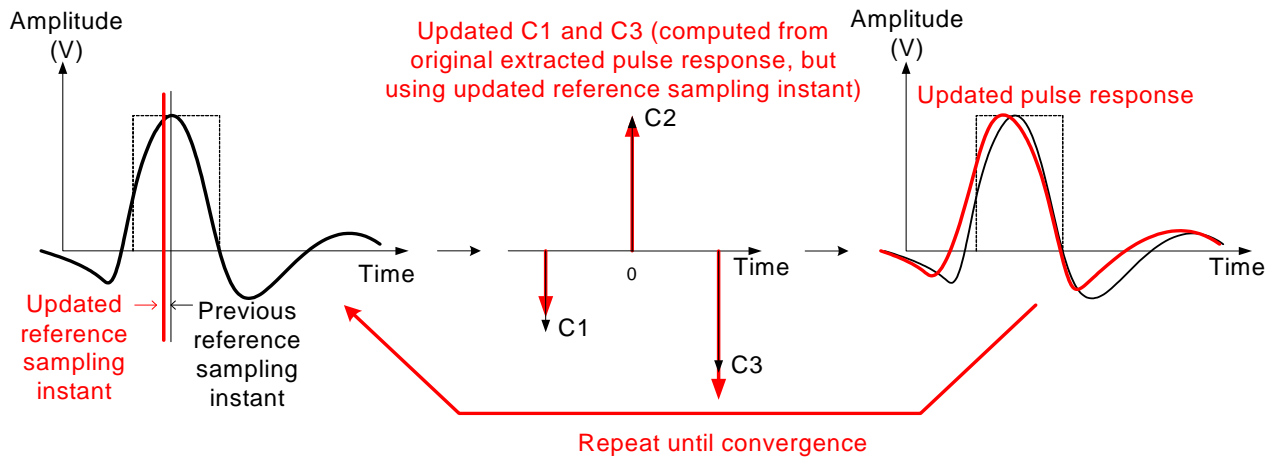 Amplitude
(V)
Time
Updated
reference
sampling
instant
Previous
reference
sampling
instant
Updated C1 and C3 (computed from
original extracted pulse response, but
using updated reference sampling instant)
C2
0
Time
C1
C3
Amplitude
(V)
Updated pulse response
Time
Repeat until convergence